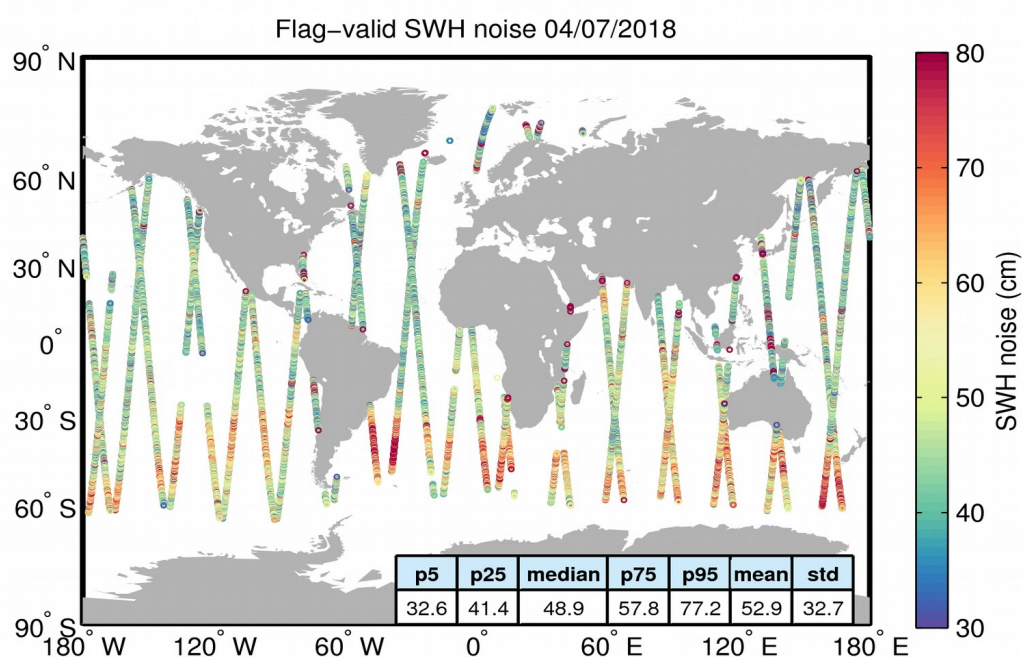 Flag−valid SWH noise 04/07/2018
90° N
60° N
30° N
0°
30° S
60° S
90° S
180° W
120° W
60° W
0°
60° E
120° E
180° E
80
70
60
50
40
30
SWH noise (cm)
p5 p25 median p75 p95 mean std
32.6 41.4 48.9 57.8 77.2 52.9 32.7